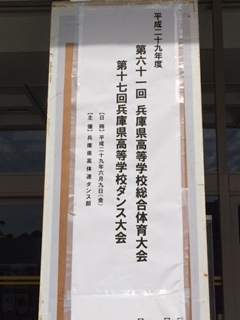 平成二十九年度
第六十一回 兵庫県高等学校総合体育大会
第十七回兵庫県高等学校ダンス大会
【日 時】平成二十九年六月九日(金)
【主 催】兵庫県高体連ダンス部